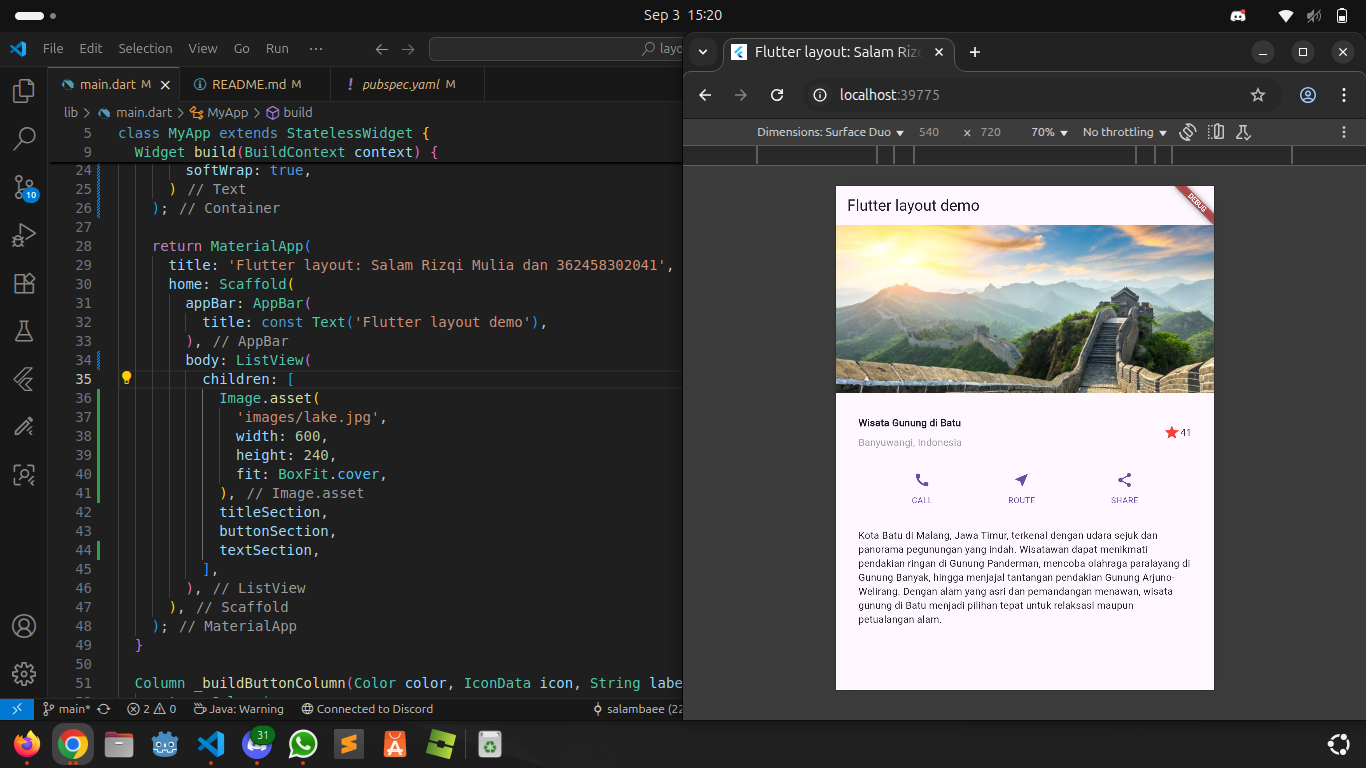 Sep 3 15:20
File Edit Selection View Go Run ···
main.dart M
README.md M
! pubspec.yaml M
lib > main.dart > MyApp > build
5 class MyApp extends StatelessWidget {
9 Widget build(BuildContext context) {
24 softWrap: true,
25 ) // Text
26 ); // Container
27
28 return MaterialApp(
29 title: 'Flutter layout: Salam Rizqi Mulia dan 362458302041',
30 home: Scaffold(
31 appBar: AppBar(
32 title: const Text('Flutter layout demo'),
33 ), // AppBar
34 body: ListView(
35 children: [
36 Image.asset(
37 'images/lake.jpg',
38 width: 600,
39 height: 240,
40 fit: BoxFit.cover,
41 ), // Image.asset
42 titleSection,
43 buttonSection,
44 textSection,
45 ],
46 ), // ListView
47 ), // Scaffold
48 ); // MaterialApp
49 }
50
51 Column _buildButtonColumn(Color color, IconData icon, String labe
10
main* 2 0 Java: Warning Connected to Discord salambaee (22
Flutter layout: Salam Rizq
localhost:39775
Dimensions: Surface Duo 540 x 720 70% No throttling
Flutter layout demo
DEBUG
Wisata Gunung di Batu
Banyuwangi, Indonesia
41
CALL ROUTE SHARE
Kota Batu di Malang, Jawa Timur, terkenal dengan udara sejuk dan
panorama pegunungan yang indah. Wisatawan dapat menikmati
pendakian ringan di Gunung Panderman, mencoba olahraga paralayang di
Gunung Banyak, hingga menjajal tantangan pendakian Gunung Arjuno-
Welirang. Dengan alam yang asri dan pemandangan menawan, wisata
gunung di Batu menjadi pilihan tepat untuk relaksasi maupun
petualangan alam.
31